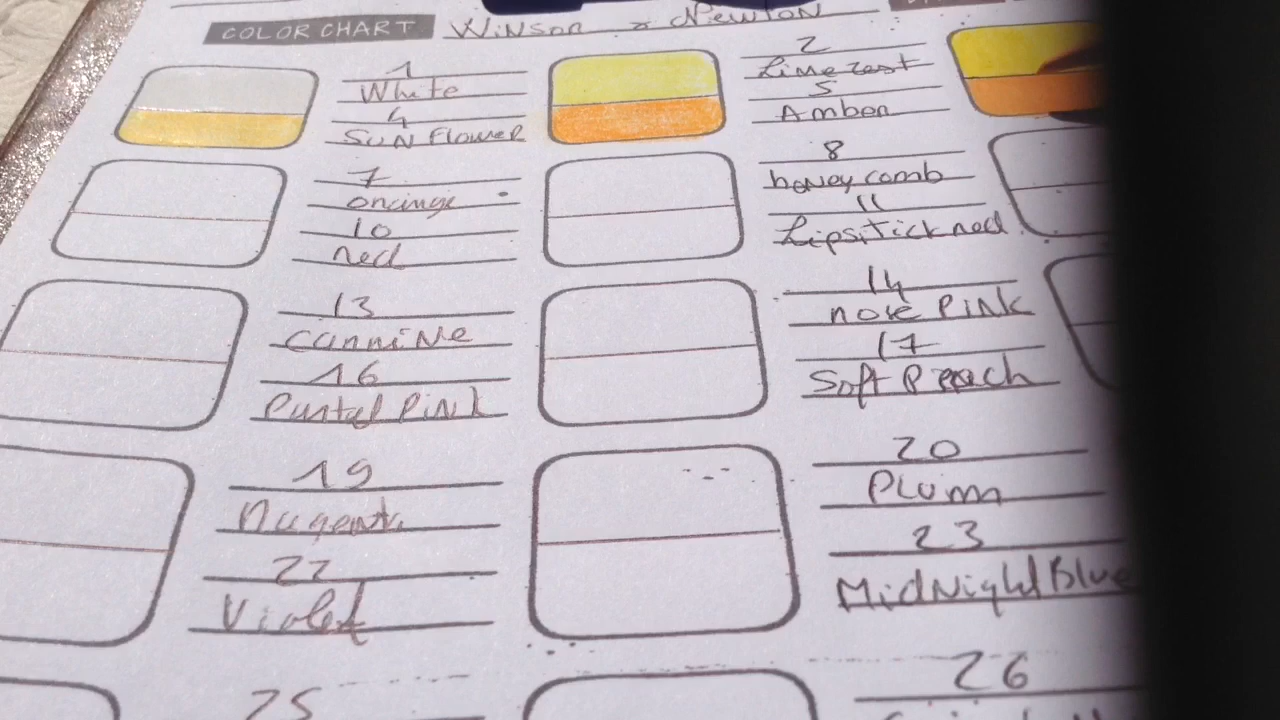 COLOR CHART Winson & Newton
1
White
4
SUN Flower
2
Lime zest
5
Amber
7
orange
10
red
8
honey comb
11
Lipstick red
13
CarmiNe
16
Pastel Pink
14
Pink
17
Soft Peach
19
Magenta
22
Violet
20
Plum
23
MidNight Blue
25
26